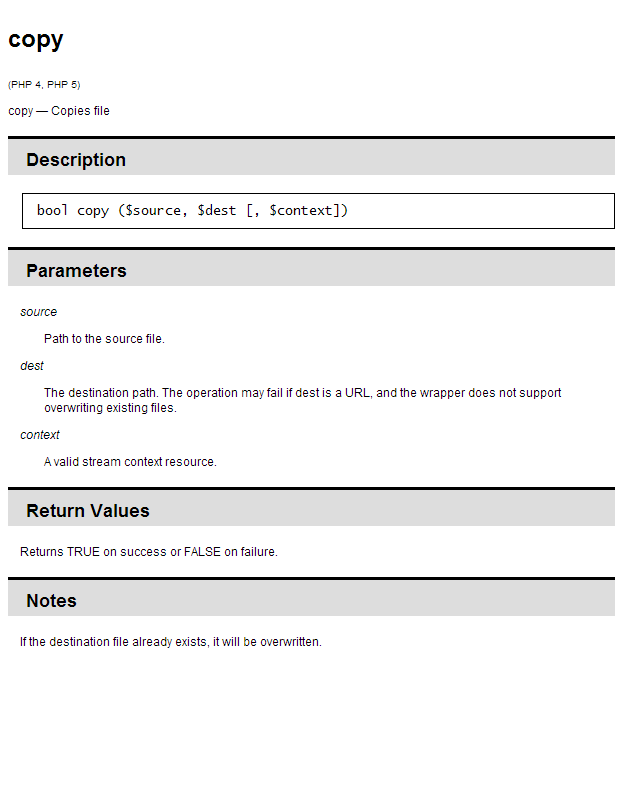 copy
(PHP 4, PHP 5)
copy — Copies file
Description
bool copy ($source, $dest [, $context])
Parameters
source
Path to the source file.
dest
The destination path. The operation may fail if dest is a URL, and the wrapper does not support
overwriting existing files.
context
A valid stream context resource.
Return Values
Returns TRUE on success or FALSE on failure.
Notes
If the destination file already exists, it will be overwritten.